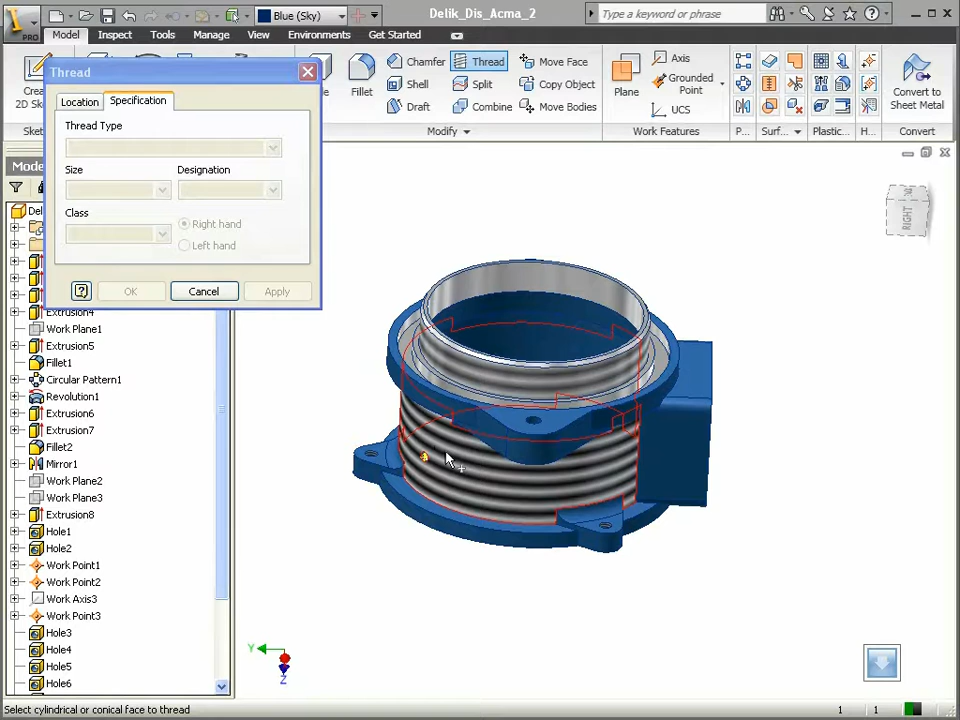 Blue (Sky)
Delik_Dis_Acma_2
Type a keyword or phrase
PRO
Model
Inspect
Tools
Manage
View
Environments
Get Started
Thread
Location
Specification
Thread Type
Size
Designation
Class
Right hand
Left hand
OK
Cancel
Apply
2D
Fillet
Chamfer
Shell
Draft
Thread
Split
Combine
Move Face
Copy Object
Move Bodies
Modify
Plane
Axis
Grounded Point
UCS
Work Features
P...
Surf...
Plastic...
H...
Convert to Sheet Metal
Convert
Extrusion4
Work Plane1
Extrusion5
Fillet1
Circular Pattern1
Revolution1
Extrusion6
Extrusion7
Fillet2
Mirror1
Work Plane2
Work Plane3
Extrusion8
Hole1
Hole2
Work Point1
Work Point2
Work Axis3
Work Point3
Hole3
Hole4
Hole5
Hole6
RIGHT
Y
Z
Select cylindrical or conical face to thread
1
1